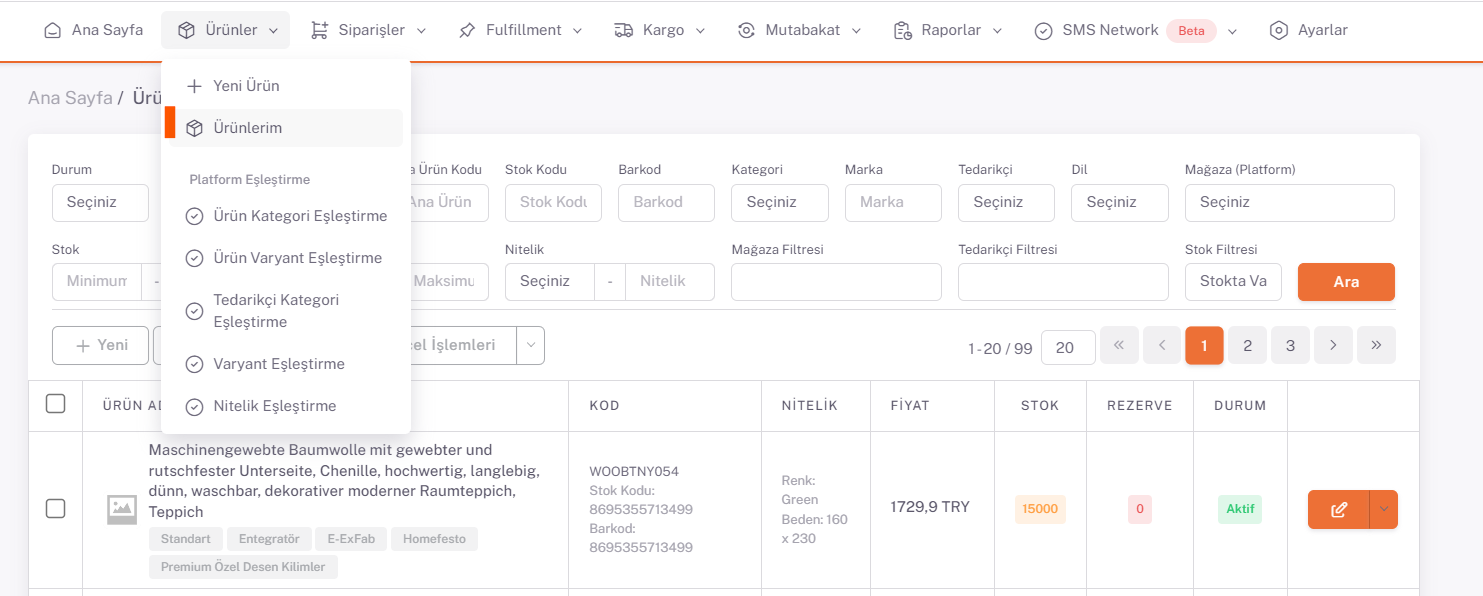 Ana Sayfa Ürünler Siparişler Fulfillment Kargo Mutabakat Raporlar SMS Network Beta Ayarlar
Ana Sayfa /
Yeni Ürün
Ürünlerim
Platform Eşleştirme
Ürün Kategori Eşleştirme
Ürün Varyant Eşleştirme
Tedarikçi Kategori
Eşleştirme
Varyant Eşleştirme
Nitelik Eşleştirme
Durum Ürün Kodu Stok Kodu Barkod Kategori Marka Tedarikçi Dil Mağaza (Platform)
Seçiniz Ana Ürün Stok Kodu Barkod Seçiniz Marka Seçiniz Seçiniz Seçiniz
Stok Nitelik Mağaza Filtresi Tedarikçi Filtresi Stok Filtresi
Minimum - Maksimu Seçiniz - Nitelik Stokta Va Ara
+ Yeni İşlemleri 1 - 20 / 99 20 « < 1 2 3 > »
ÜRÜN KOD NİTELİK FİYAT STOK REZERVE DURUM
Maschinengewebte Baumwolle mit gewebter und
rutschfester Unterseite, Chenille, hochwertig, langlebig,
dünn, waschbar, dekorativer moderner Raumteppich,
Teppich
Standart Entegratör E-ExFab Homefesto
Premium Özel Desen Kilimler
WOOBTNY054
Stok Kodu:
8695355713499
Barkod:
8695355713499
Renk:
Green
Beden: 160
x 230
1729,9 TRY
15000
0
Aktif